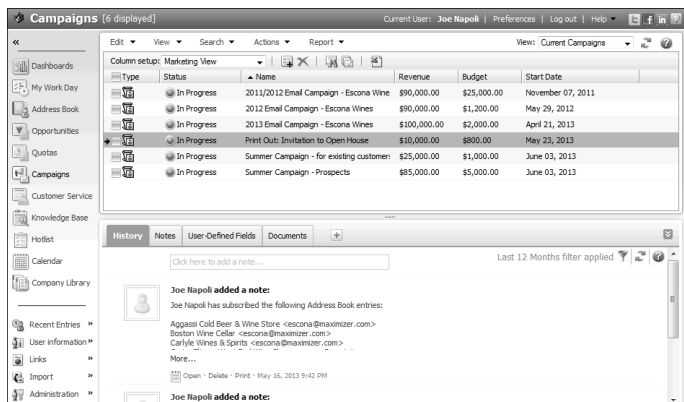 Campaigns [6 displayed]
Current User: Joe Napoli | Preferences | Log out | Help
«
Edit View Search Actions Report
View: Current Campaigns
Column setup: Marketing View
Type Status Name Revenue Budget Start Date
In Progress 2011/2012 Email Campaign - Escona Wine $90,000.00 $25,000.00 November 07, 2011
In Progress 2012 Email Campaign - Escona Wines $90,000.00 $1,200.00 May 29, 2012
In Progress 2013 Email Campaign - Escona Wines $100,000.00 $2,000.00 April 21, 2013
In Progress Print Out: Invitation to Open House $10,000.00 $800.00 May 23, 2013
In Progress Summer Campaign - for existing customer: $25,000.00 $1,000.00 June 03, 2013
In Progress Summer Campaign - Prospects $85,000.00 $5,000.00 June 03, 2013
Dashboards
My Work Day
Address Book
Opportunities
Quotas
Campaigns
Customer Service
Knowledge Base
Hotlist
Calendar
Company Library
Recent Entries »
User information »
Links »
Import »
Administration »
History Notes User-Defined Fields Documents +
Click here to add a note....
Last 12 Months filter applied
Joe Napoli added a note:
Joe Napoli has subscribed the following Address Book entries:
Aggassi Cold Beer & Wine Store <escona@maximizer.com>
Boston Wine Cellar <escona@maximizer.com>
Carlyle Wines & Spirits <escona@maximizer.com>
More...
Open · Delete · Print · May 16, 2013 9:42 PM
Joe Napoli added a note: